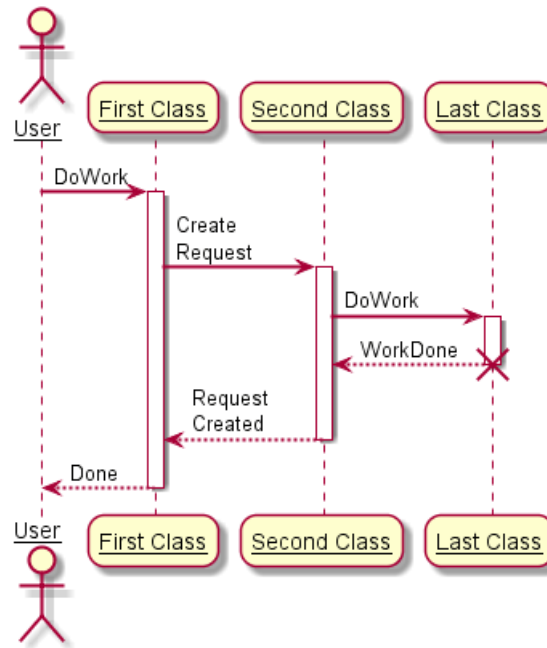 User
First Class
Second Class
Last Class
DoWork
Create
Request
DoWork
WorkDone
Request
Created
Done
User
First Class
Second Class
Last Class